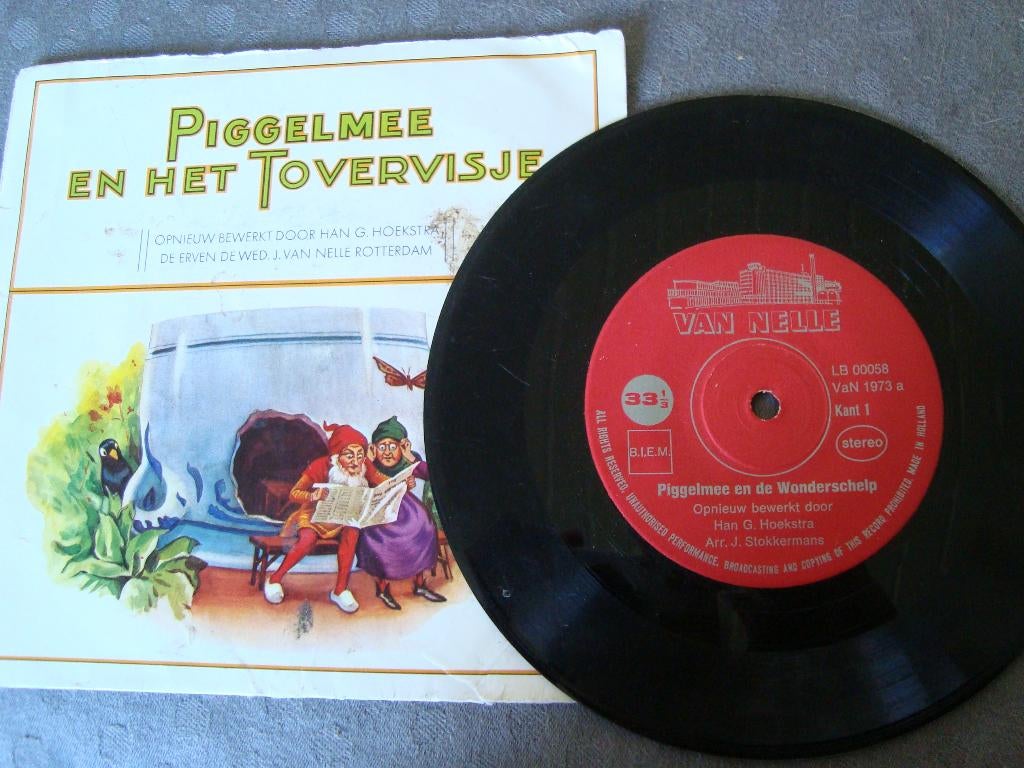 PIGGELMEE
EN HET TOVERVISJE
OPNIEUW BEWERKT DOOR HAN G. HOEKSTRA
DE ERVEN DE WED. J. VAN NELLE ROTTERDAM
VAN NELLE
LB 00058
VaN 1973 a
Kant 1
33⅓
stereo
B.I.E.M.
Piggelmee en de Wonderschelp
Opnieuw bewerkt door
Han G. Hoekstra
Arr. J. Stokkermans
ALL RIGHTS RESERVED. UNAUTHORISED PERFORMANCE, BROADCASTING AND COPYING OF THIS RECORD PROHIBITED. MADE IN HOLLAND